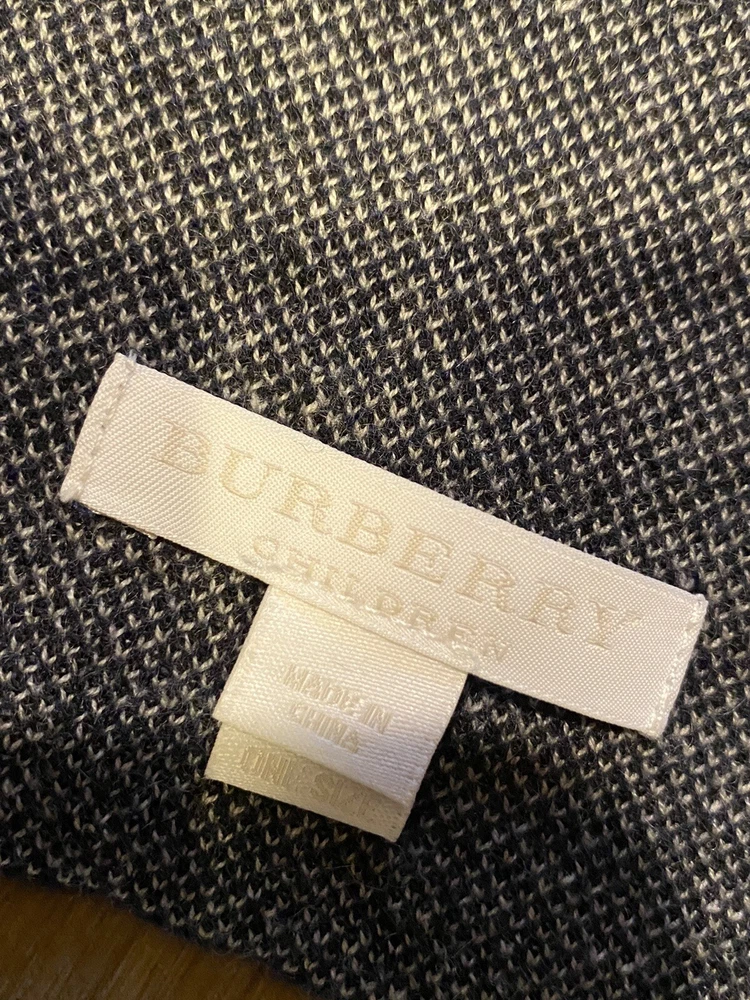 BURBERRY
CHILDREN
MADE IN
CHINA
ONE SIZE